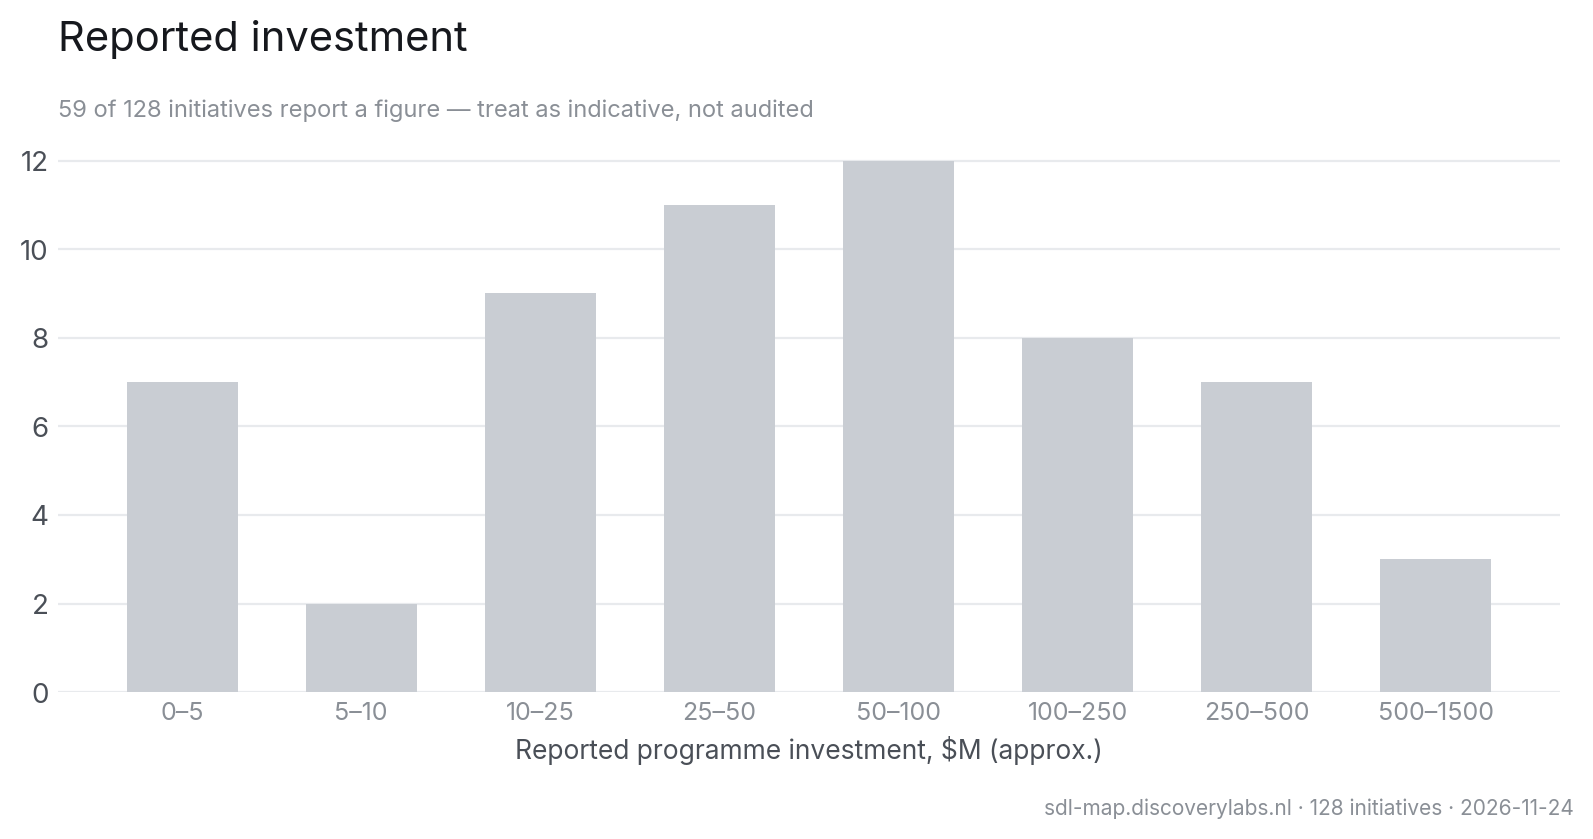 Reported investment
59 of 128 initiatives report a figure — treat as indicative, not audited
12
10
8
6
4
2
0
0–5 5–10 10–25 25–50 50–100 100–250 250–500 500–1500
Reported programme investment, $M (approx.)
sdl-map.discoverylabs.nl · 128 initiatives · 2026-11-24